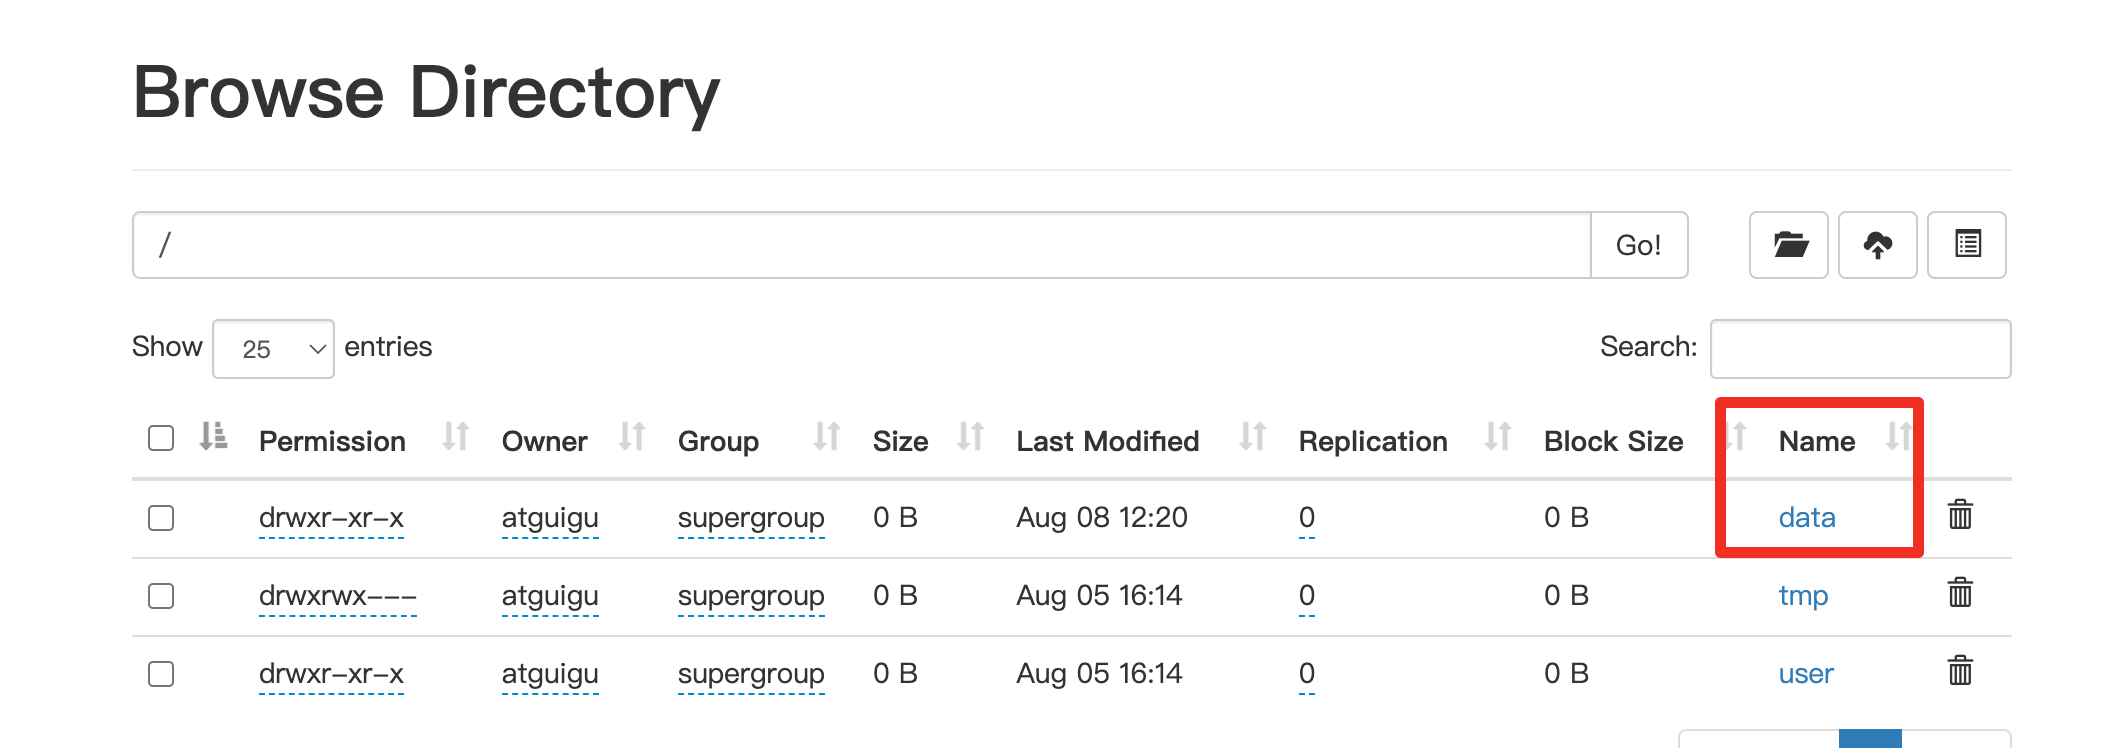 Browse Directory
/ Go!
Show 25 entries Search:
Permission Owner Group Size Last Modified Replication Block Size Name
drwxr-xr-x atguigu supergroup 0 B Aug 08 12:20 0 0 B data
drwxrwx--- atguigu supergroup 0 B Aug 05 16:14 0 0 B tmp
drwxr-xr-x atguigu supergroup 0 B Aug 05 16:14 0 0 B user